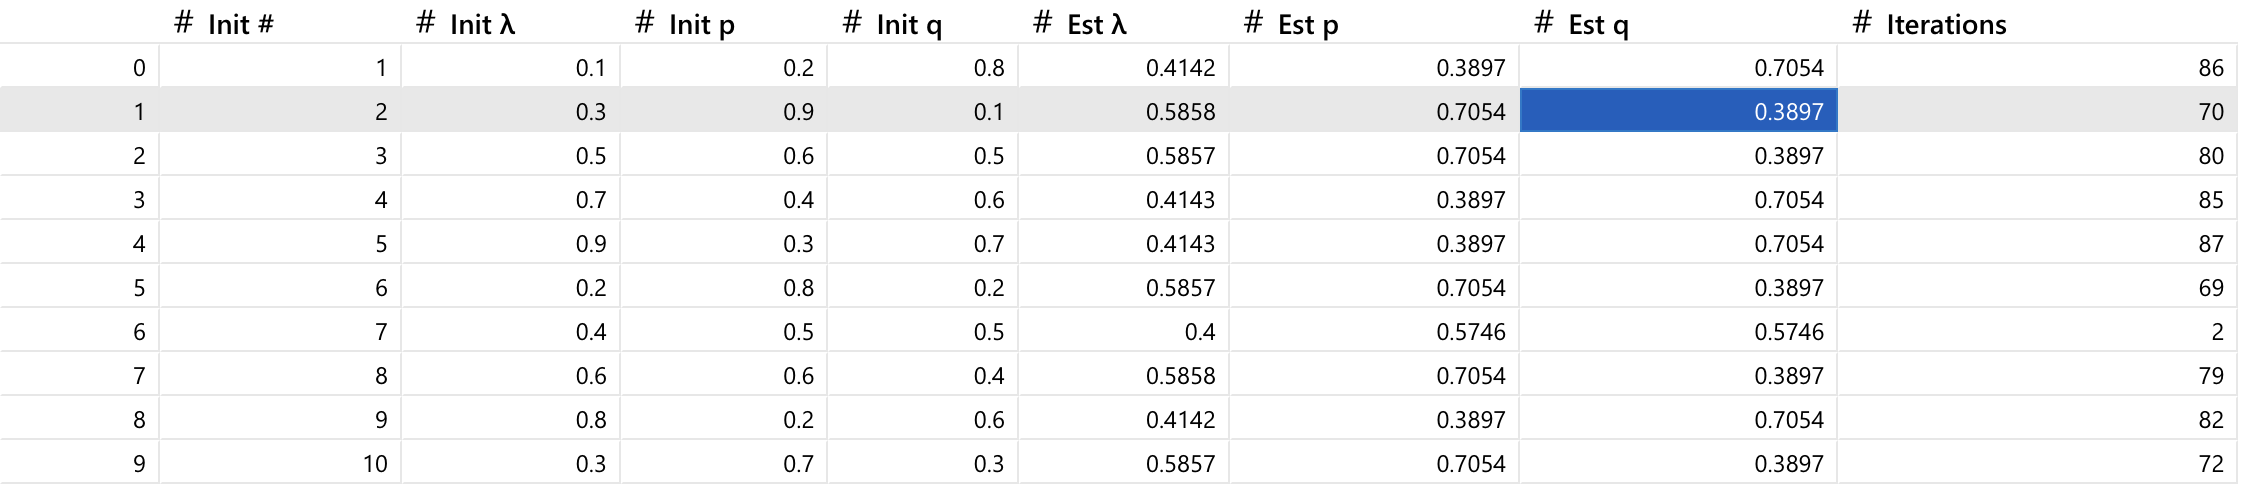 # Init # # Init λ # Init p # Init q # Est λ # Est p # Est q # Iterations
0 1 0.1 0.2 0.8 0.4142 0.3897 0.7054 86
1 2 0.3 0.9 0.1 0.5858 0.7054 0.3897 70
2 3 0.5 0.6 0.5 0.5857 0.7054 0.3897 80
3 4 0.7 0.4 0.6 0.4143 0.3897 0.7054 85
4 5 0.9 0.3 0.7 0.4143 0.3897 0.7054 87
5 6 0.2 0.8 0.2 0.5857 0.7054 0.3897 69
6 7 0.4 0.5 0.5 0.4 0.5746 0.5746 2
7 8 0.6 0.6 0.4 0.5858 0.7054 0.3897 79
8 9 0.8 0.2 0.6 0.4142 0.3897 0.7054 82
9 10 0.3 0.7 0.3 0.5857 0.7054 0.3897 72